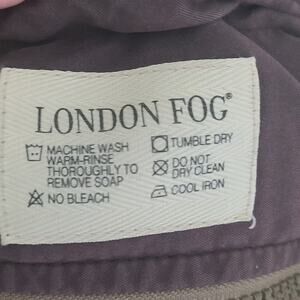 LONDON FOG®
MACHINE WASH
WARM-RINSE
THOROUGHLY TO
REMOVE SOAP
NO BLEACH
TUMBLE DRY
DO NOT
DRY CLEAN
COOL IRON